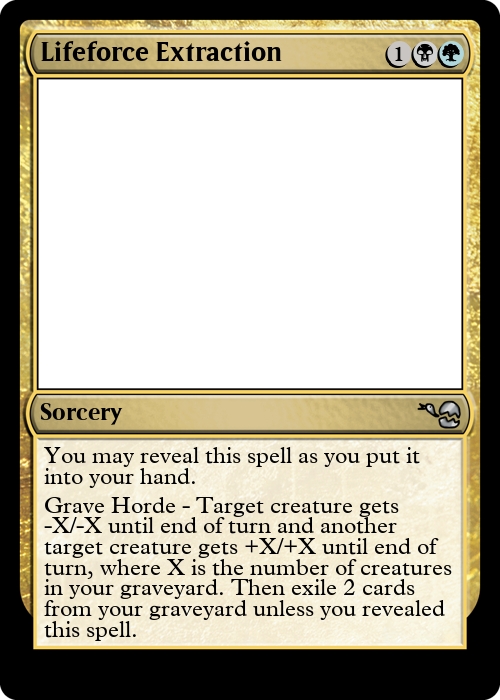 Lifeforce Extraction 1
Sorcery
You may reveal this spell as you put it
into your hand.
Grave Horde - Target creature gets
-X/-X until end of turn and another
target creature gets +X/+X until end of
turn, where X is the number of creatures
in your graveyard. Then exile 2 cards
from your graveyard unless you revealed
this spell.